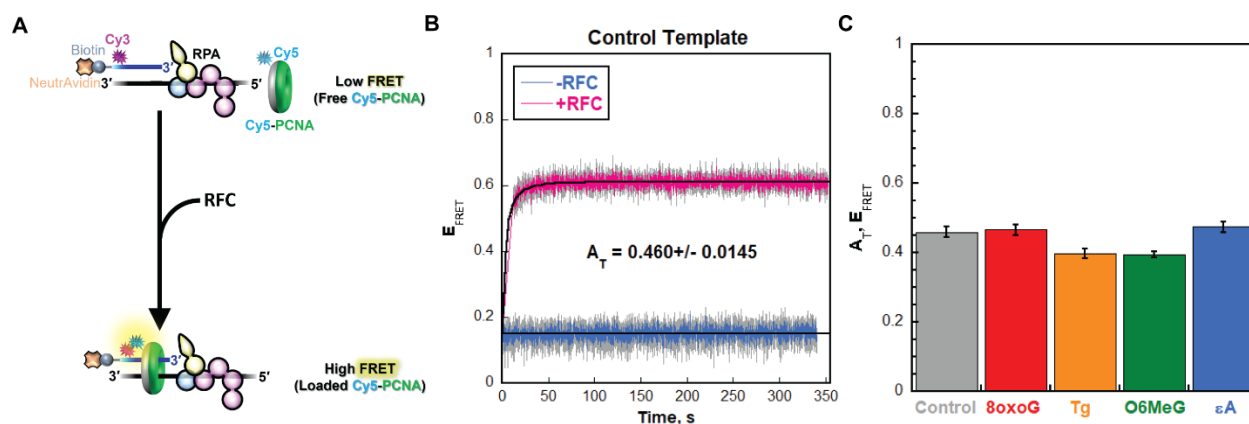 A
Cy3
Biotin
RPA
Cy5
3′
NeutrAvidin
3′
5′
Low FRET
(Free Cy5-PCNA)
Cy5-PCNA
RFC
3′
3′
5′
High FRET
(Loaded Cy5-PCNA)
B
Control Template
1
0.8
0.6
0.4
0.2
0
E_FRET
-RFC
+RFC
A_T = 0.460+/- 0.0145
0 50 100 150 200 250 300 350
Time, s
C
1
0.8
0.6
0.4
0.2
0
A_T, E_FRET
Control 8oxoG Tg O6MeG εA